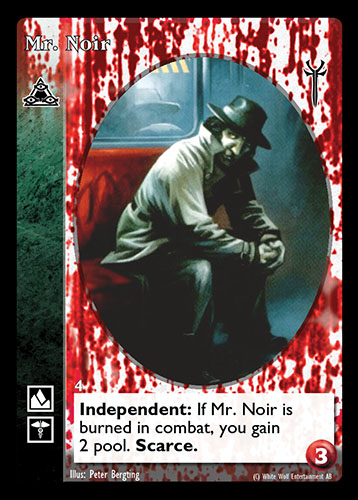 Mr. Noir
4
Independent: If Mr. Noir is
burned in combat, you gain
2 pool. Scarce.
3
Illus: Peter Bergting
(C) White Wolf Entertainment AB